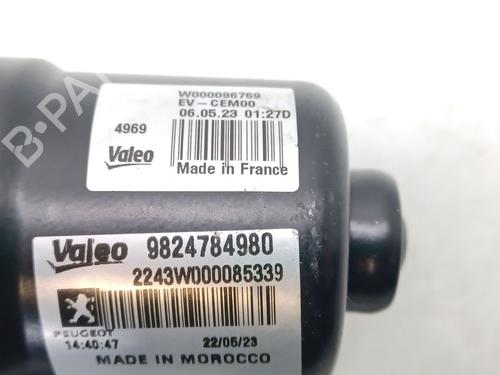 W000096769
EV-CEM00
06.05.23 01:27D
4969
Valeo
Made in France
Valeo 9824784980
2243W000085339
PEUGEOT
14:40:47 22/05/23
MADE IN MOROCCO
B-PARTS